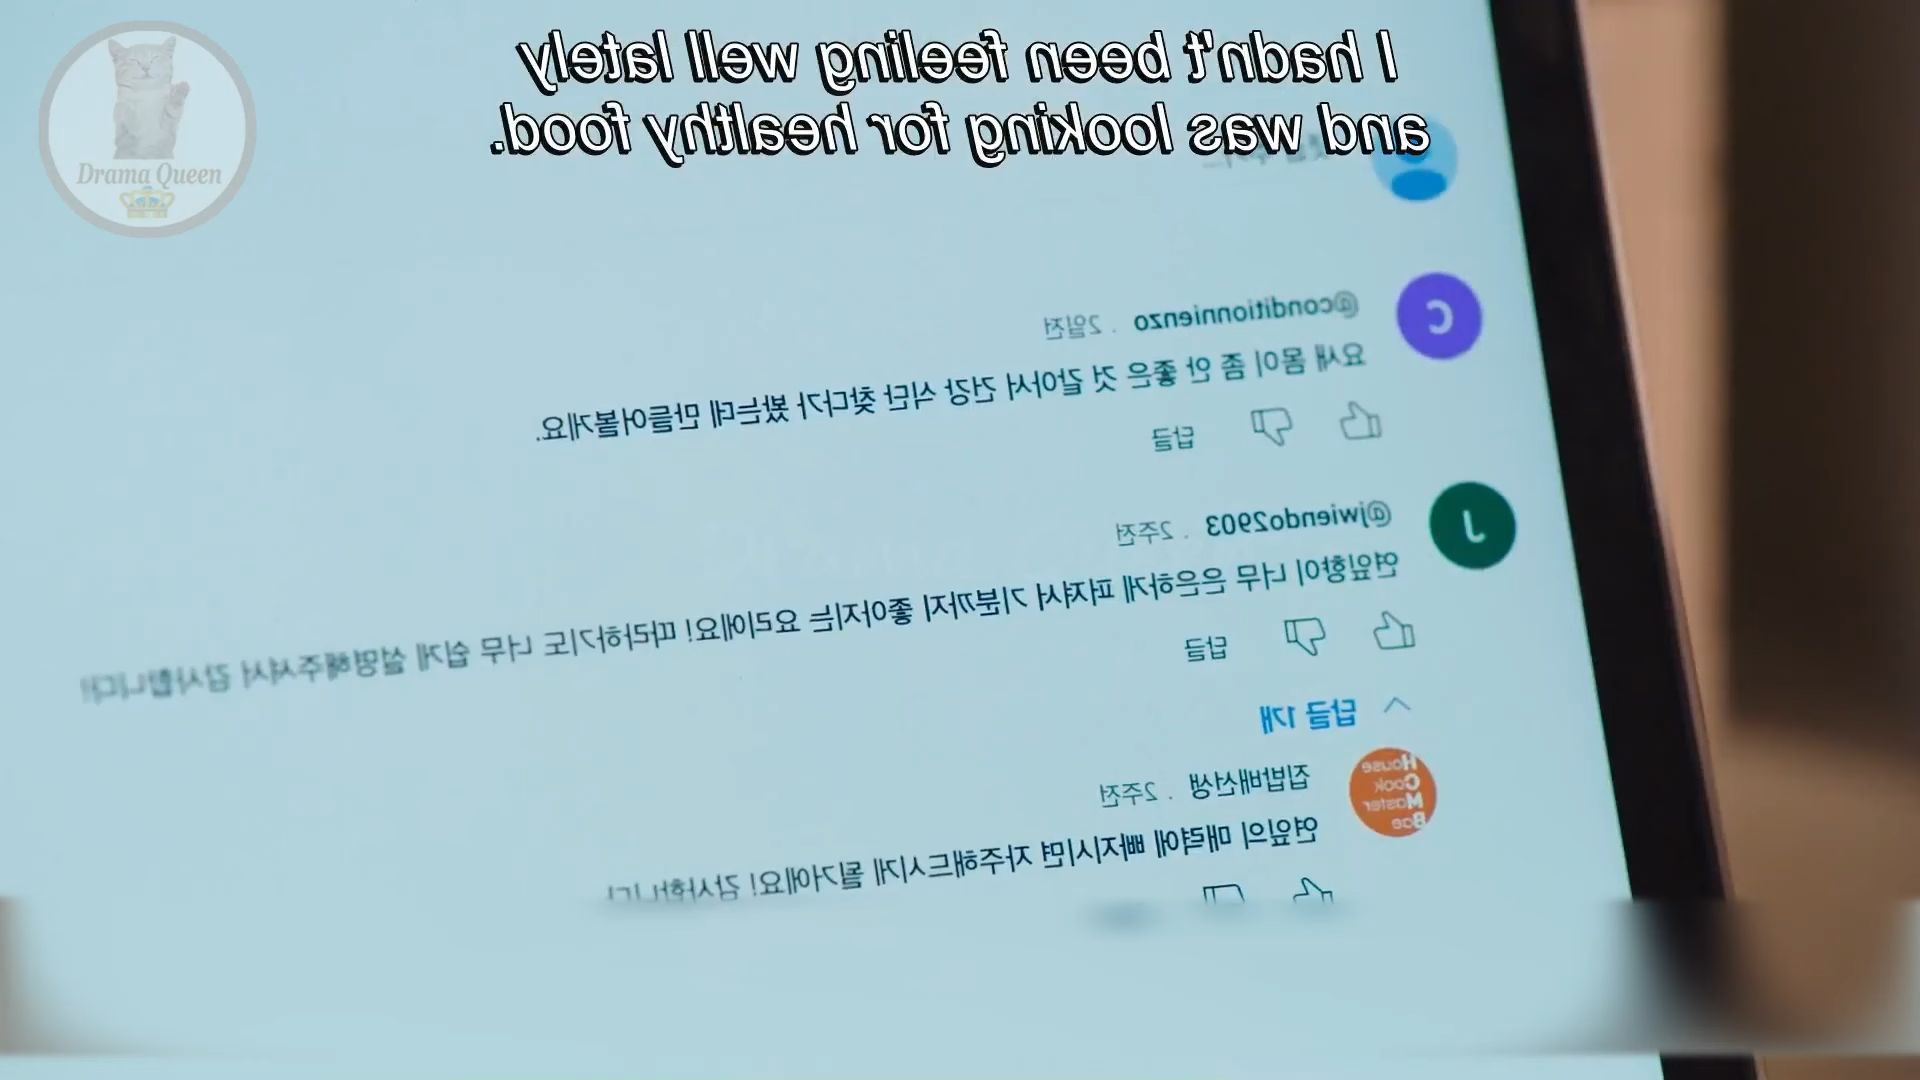 I hadn't been feeling well lately
and was looking for healthy food.
Drama Queen
C
@conditionnienzo . 2일전
요새 몸이 좀 안 좋은 것 같아서 건강 식단 찾다가 봤는데 만들어볼게요.
답글
J
@jwiendo2903 . 2주전
연잎향이 너무 은은하게 퍼져서 기분까지 좋아지는 요리에요! 따라하기도 너무 쉽게 설명해주셔서 감사합니다!
답글
답글 1개
House
Cook
Master
Bae
집밥배선생 . 2주전
연잎의 매력에 빠지시면 자주해드시게 될거에요! 감사합니다